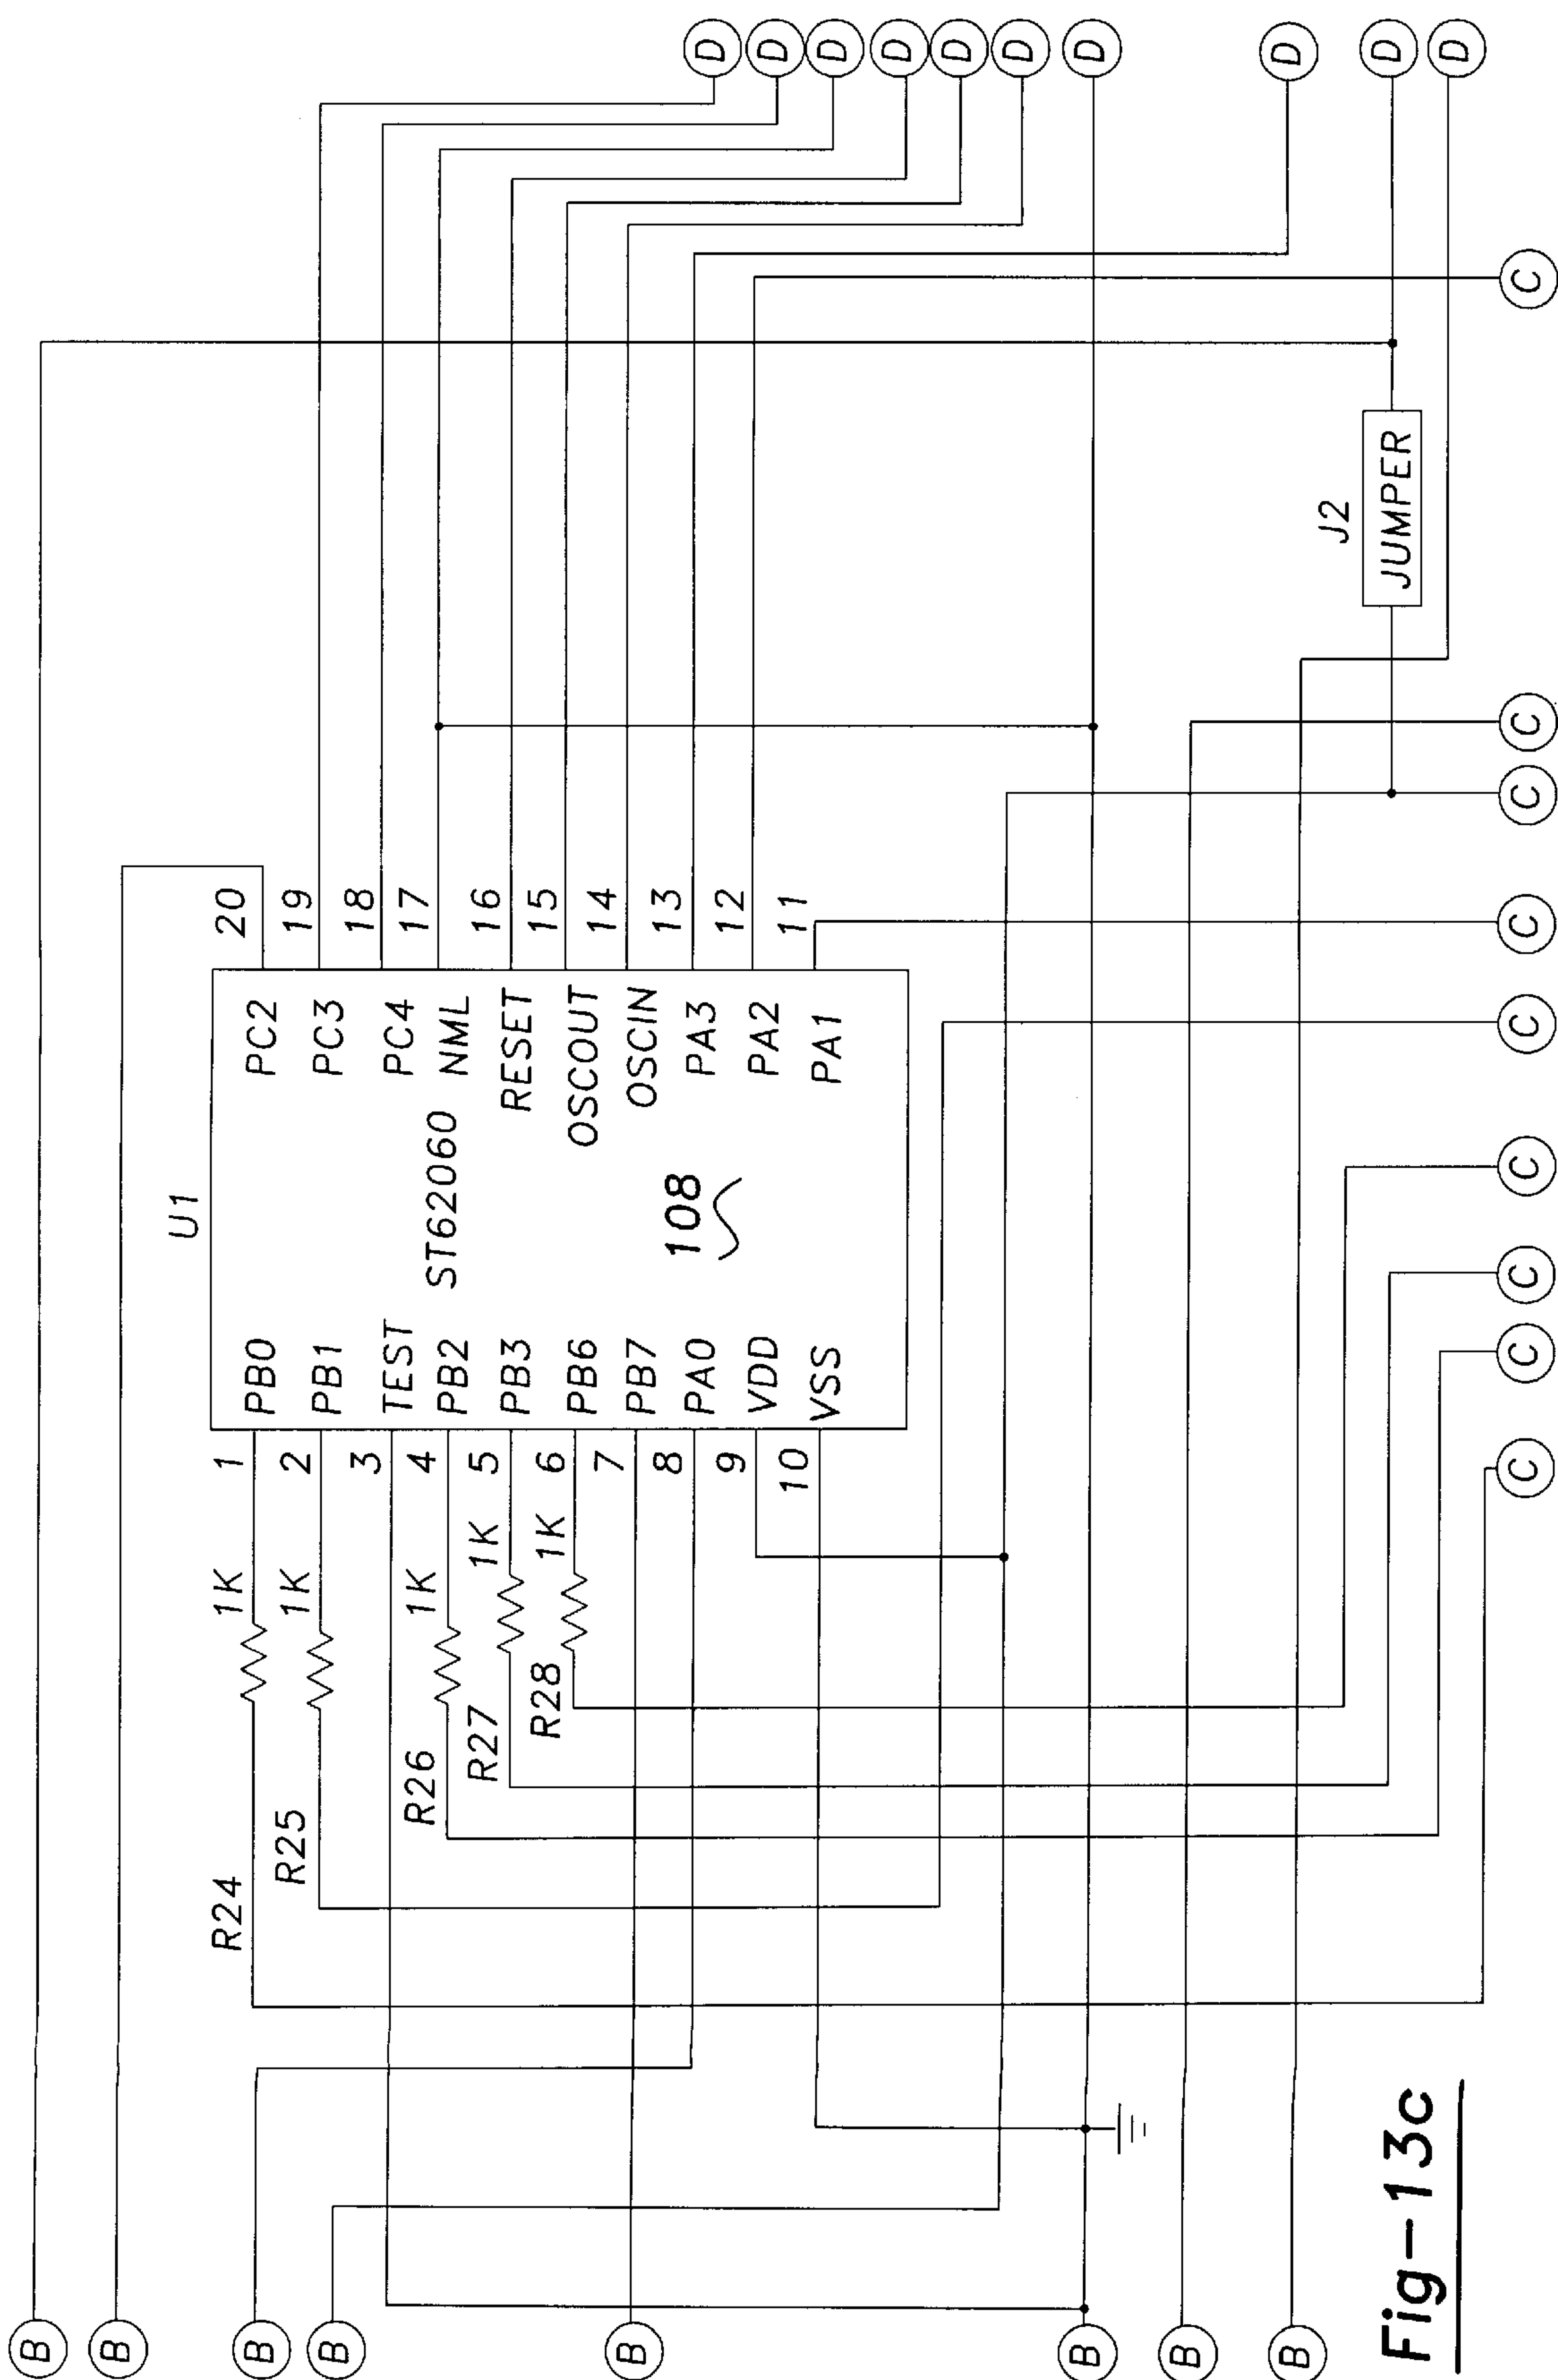 U1
ST62060
108
1 PB0
2 PB1
3 TEST
4 PB2
5 PB3
6 PB6
7 PB7
8 PA0
9 VDD
10 VSS
PC2 20
PC3 19
PC4 18
NML 17
RESET 16
OSCOUT 15
OSCIN 14
PA3 13
PA2 12
PA1 11
R24 1K
R25 1K
R26 1K
R27 1K
R28 1K
J2
JUMPER
B
B
B
B
B
B
B
B
D
D
D
D
D
D
D
D
D
D
C
C
C
C
C
C
C
C
C
Fig-13c